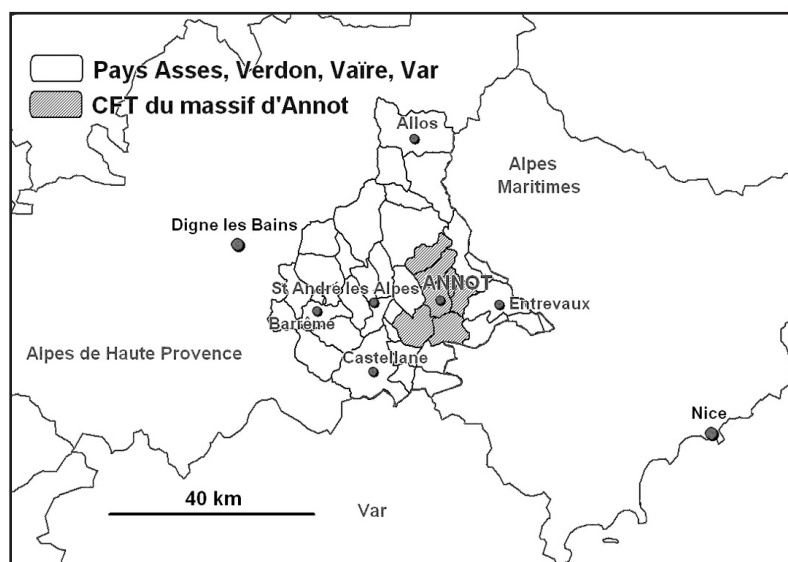 Pays Asses, Verdon, Vaïre, Var
CFT du massif d'Annot
Allos
Alpes
Maritimes
Digne les Bains
St André les Alpes
ANNOT
Entrevaux
Barrême
Alpes de Haute Provence
Castellane
Nice
40 km
Var